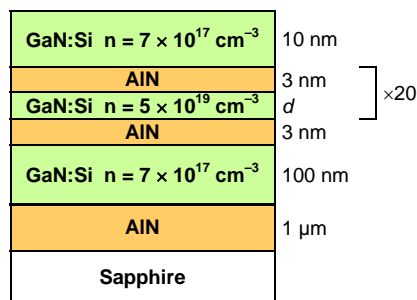 GaN:Si n = 7 × 10¹⁷ cm⁻³ 10 nm
AlN 3 nm
GaN:Si n = 5 × 10¹⁹ cm⁻³ d ×20
AlN 3 nm
GaN:Si n = 7 × 10¹⁷ cm⁻³ 100 nm
AlN 1 μm
Sapphire